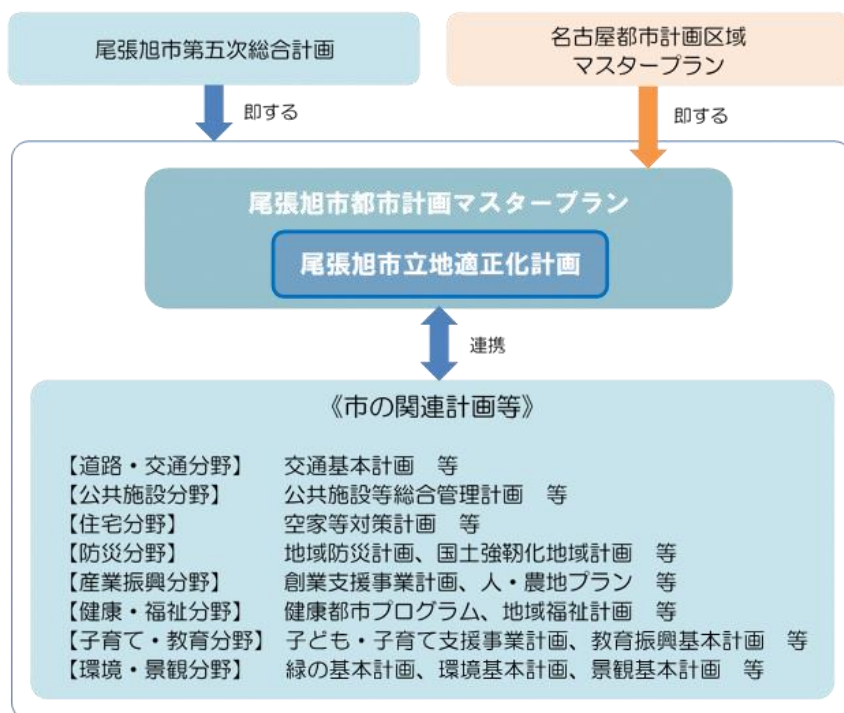 尾張旭市第五次総合計画
名古屋都市計画区域
マスタープラン
即する
即する
尾張旭市都市計画マスタープラン
尾張旭市立地適正化計画
連携
《市の関連計画等》
【道路・交通分野】 交通基本計画 等
【公共施設分野】 公共施設等総合管理計画 等
【住宅分野】 空家等対策計画 等
【防災分野】 地域防災計画、国土強靭化地域計画 等
【産業振興分野】 創業支援事業計画、人・農地プラン 等
【健康・福祉分野】 健康都市プログラム、地域福祉計画 等
【子育て・教育分野】 子ども・子育て支援事業計画、教育振興基本計画 等
【環境・景観分野】 緑の基本計画、環境基本計画、景観基本計画 等